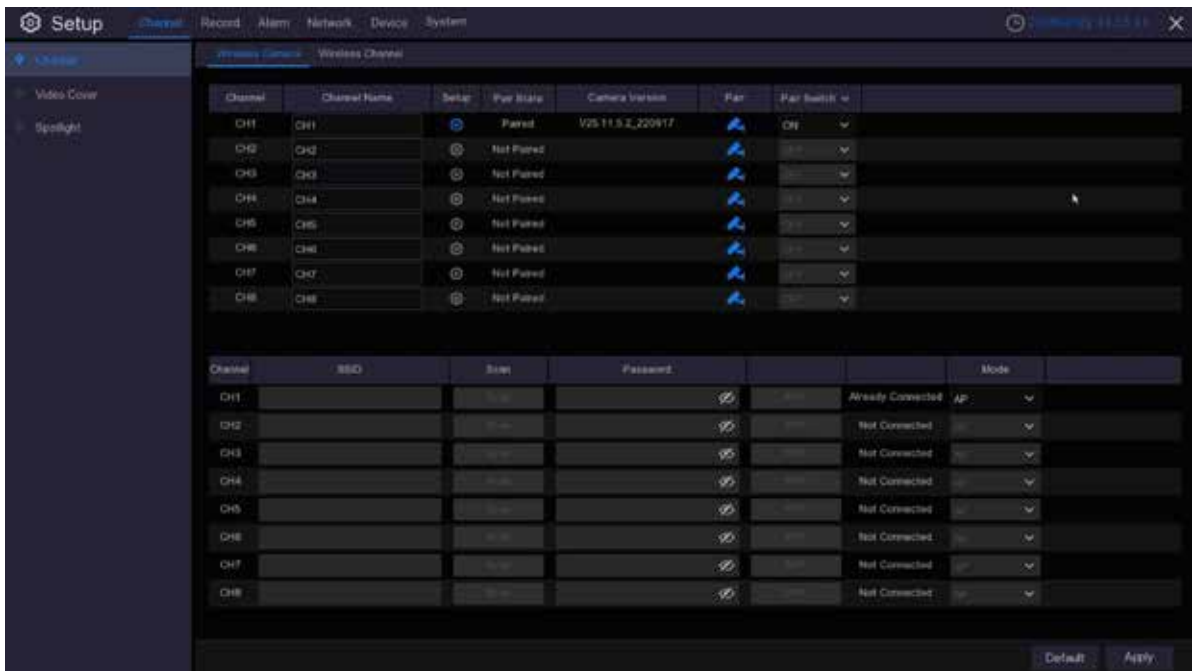 Setup Channel Record Alarm Network Device System
Channel
Video Cover
Spotlight
Wireless Camera Wireless Channel
Channel Channel Name Setup Pair State Camera Version Pair Pair Switch
CH1 CH1 Paired V25.11.5.2_220917 ON
CH2 CH2 Not Paired
CH3 CH3 Not Paired
CH4 CH4 Not Paired
CH5 CH5 Not Paired
CH6 CH6 Not Paired
CH7 CH7 Not Paired
CH8 CH8 Not Paired
Channel SSID Scan Password Mode
CH1 Already Connected AP
CH2 Not Connected
CH3 Not Connected
CH4 Not Connected
CH5 Not Connected
CH6 Not Connected
CH7 Not Connected
CH8 Not Connected
Default Apply